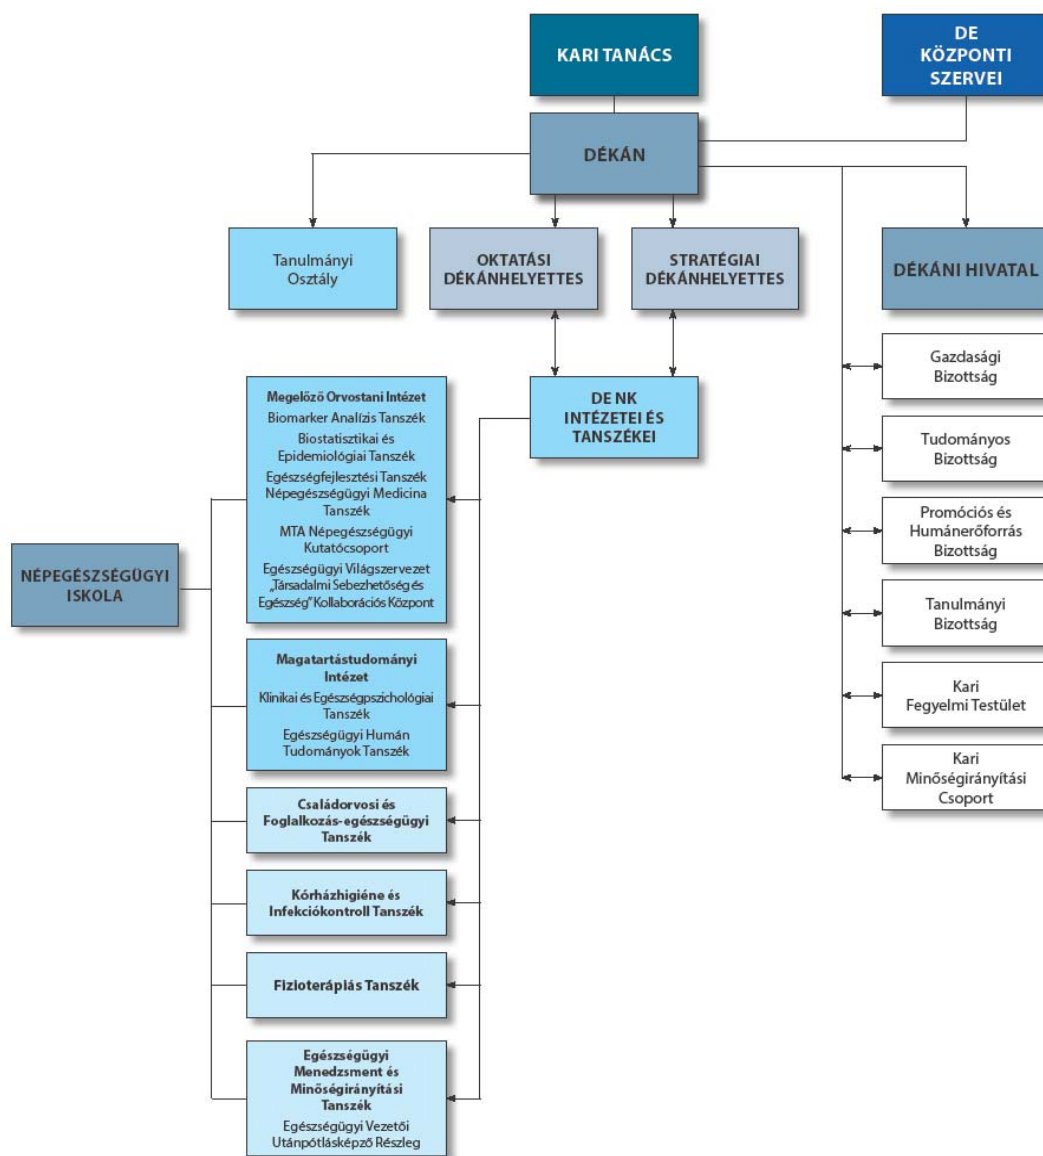 KARI TANÁCS
DE
KÖZPONTI
SZERVEI
DÉKÁN
Tanulmányi
Osztály
OKTATÁSI
DÉKÁNHELYETTES
STRATÉGIAI
DÉKÁNHELYETTES
DÉKÁNI HIVATAL
Gazdasági
Bizottság
Tudományos
Bizottság
Promóciós és
Humánerőforrás
Bizottság
Tanulmányi
Bizottság
Kari
Fegyelmi Testület
Kari
Minőségirányítási
Csoport
DE NK
INTÉZETEI ÉS
TANSZÉKEI
NÉPEGÉSZSÉGÜGYI
ISKOLA
Megelőző Orvostani Intézet
Biomarker Analízis Tanszék
Biostatisztikai és
Epidemiológiai Tanszék
Egészségfejlesztési Tanszék
Népegészségügyi Medicina
Tanszék
MTA Népegészségügyi
Kutatócsoport
Egészségügyi Világszervezet
„Társadalmi Sebezhetőség és
Egészség” Kollaborációs Központ
Magatartástudományi
Intézet
Klinikai és Egészségpszichológiai
Tanszék
Egészségügyi Humán
Tudományok Tanszék
Családorvosi és
Foglalkozás-egészségügyi
Tanszék
Kórházhigiéne és
Infekciókontroll Tanszék
Fizioterápiás Tanszék
Egészségügyi
Menedzsment és
Minőségirányítási
Tanszék
Egészségügyi Vezetői
Utánpótlásképző Részleg